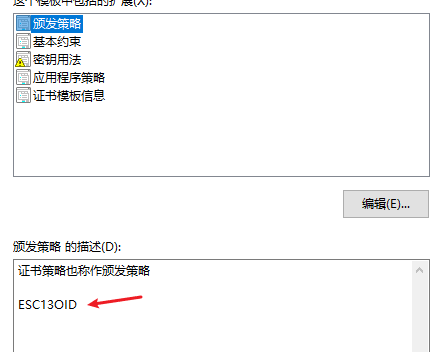 这个模板中包括的扩展(X):
颁发策略
基本约束
密钥用法
应用程序策略
证书模板信息
编辑(E)...
颁发策略 的描述(D):
证书策略也称作颁发策略
ESC13OID